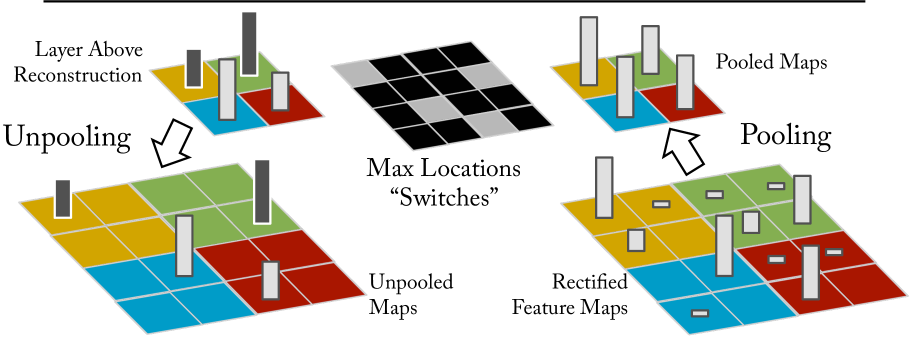 Layer Above
Reconstruction
Pooled Maps
Unpooling
Pooling
Max Locations
“Switches”
Unpooled
Maps
Rectified
Feature Maps